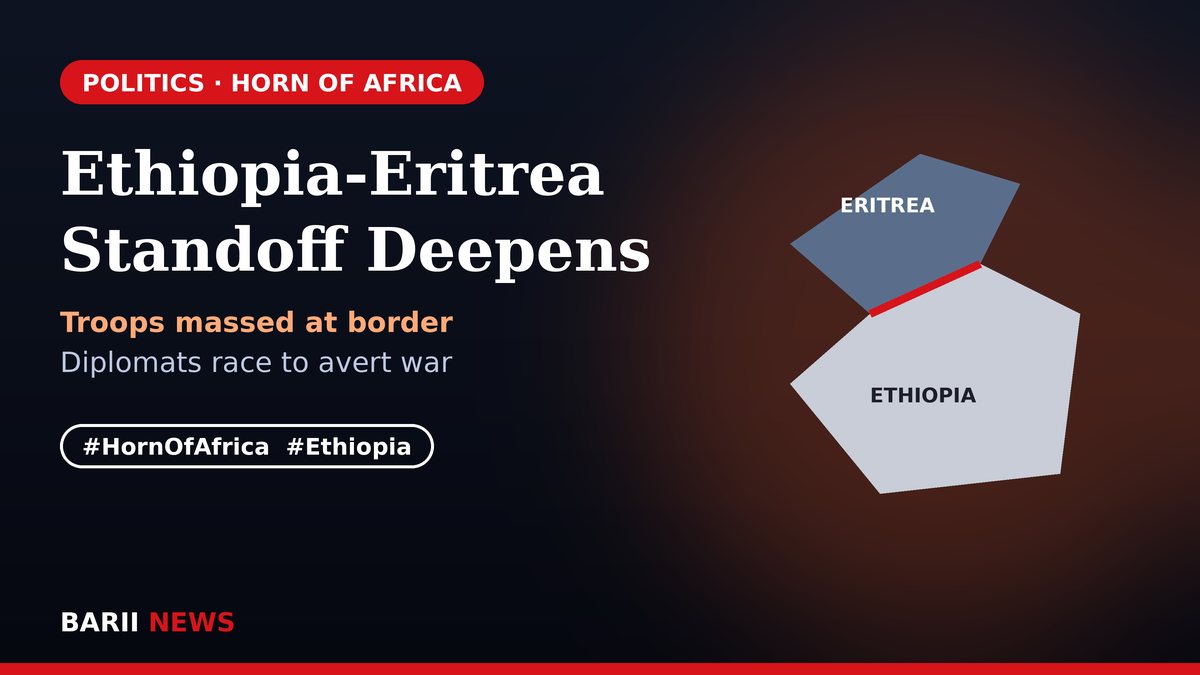 POLITICS · HORN OF AFRICA
Ethiopia-Eritrea
Standoff Deepens
Troops massed at border
Diplomats race to avert war
#HornOfAfrica #Ethiopia
ERITREA
ETHIOPIA
BARII NEWS